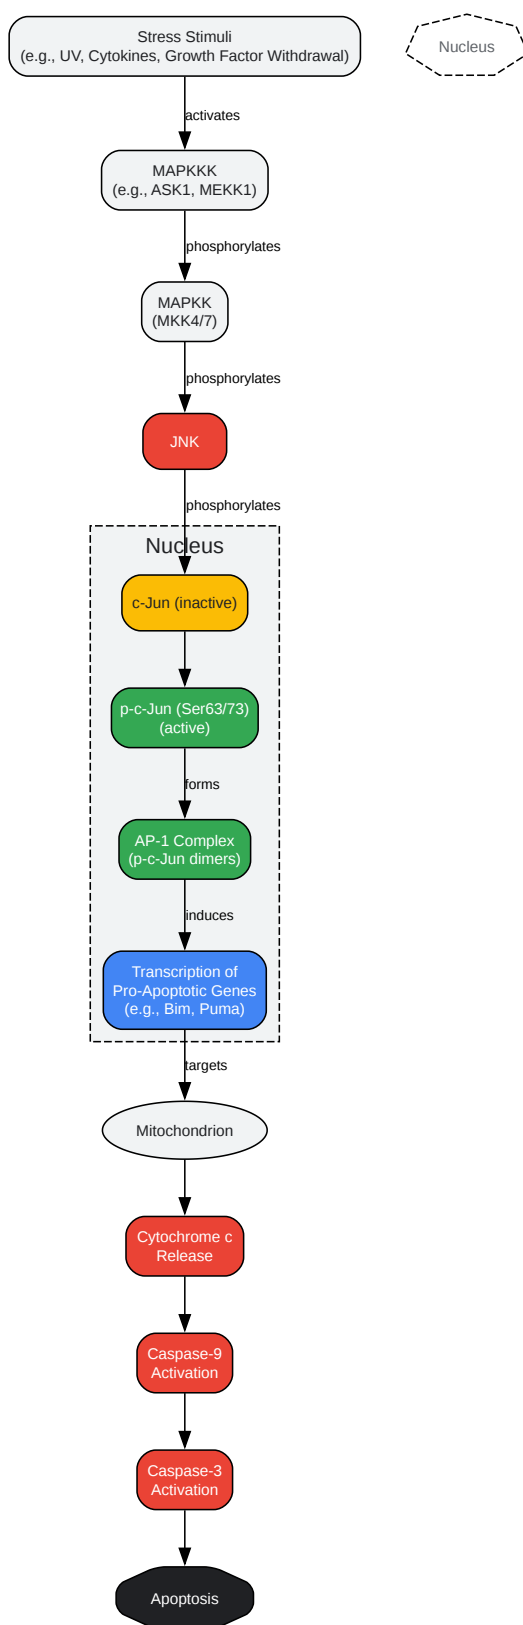 Stress Stimuli
(e.g., UV, Cytokines, Growth Factor Withdrawal)
Nucleus
activates
MAPKKK
(e.g., ASK1, MEKK1)
phosphorylates
MAPKK
(MKK4/7)
phosphorylates
JNK
phosphorylates
Nucleus
c-Jun (inactive)
p-c-Jun (Ser63/73)
(active)
forms
AP-1 Complex
(p-c-Jun dimers)
induces
Transcription of
Pro-Apoptotic Genes
(e.g., Bim, Puma)
targets
Mitochondrion
Cytochrome c
Release
Caspase-9
Activation
Caspase-3
Activation
Apoptosis